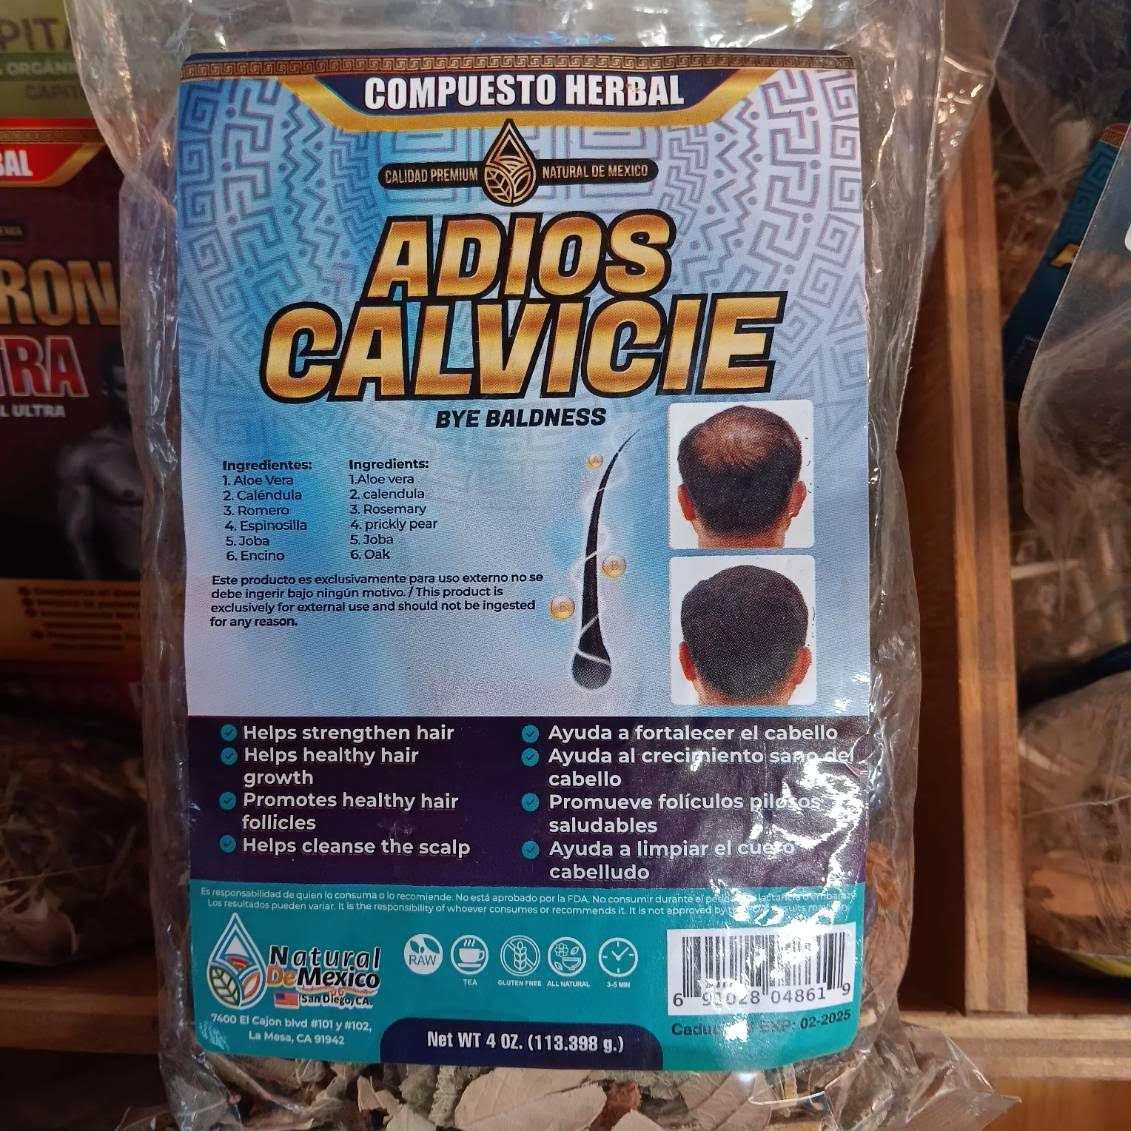 COMPUESTO HERBAL
CALIDAD PREMIUM NATURAL DE MEXICO
ADIOS
CALVICIE
BYE BALDNESS
Ingredientes:
1. Aloe Vera
2. Caléndula
3. Romero
4. Espinosilla
5. Joba
6. Encino
Ingredients:
1.Aloe vera
2. calendula
3. Rosemary
4. prickly pear
5. Joba
6. Oak
Este producto es exclusivamente para uso externo no se
debe ingerir bajo ningún motivo. / This product is
exclusively for external use and should not be ingested
for any reason.
Helps strengthen hair
Helps healthy hair
growth
Promotes healthy hair
follicles
Helps cleanse the scalp
Ayuda a fortalecer el cabello
Ayuda al crecimiento sano del
cabello
Promueve folículos pilosos
saludables
Ayuda a limpiar el cuero
cabelludo
Es responsabilidad de quien lo consuma o lo recomiende. No está aprobado por la FDA. No consumir durante el lactancia o embarazo
Los resultados pueden variar. It is the responsibility of whoever consumes or recommends it. It is not approved by
Natural
De Mexico
San Diego, CA.
7400 El Cajon blvd #101 y #102,
La Mesa, CA 91942
RAW
TEA
GLUTEN FREE
ALL NATURAL
3-5 MIN
Net WT 4 OZ. (113.398 g.)
6 91028 04861 9
EXP: 02-2025
PIT
ORGAN
CAPIT
RAL
RON
TRA
L ULTRA